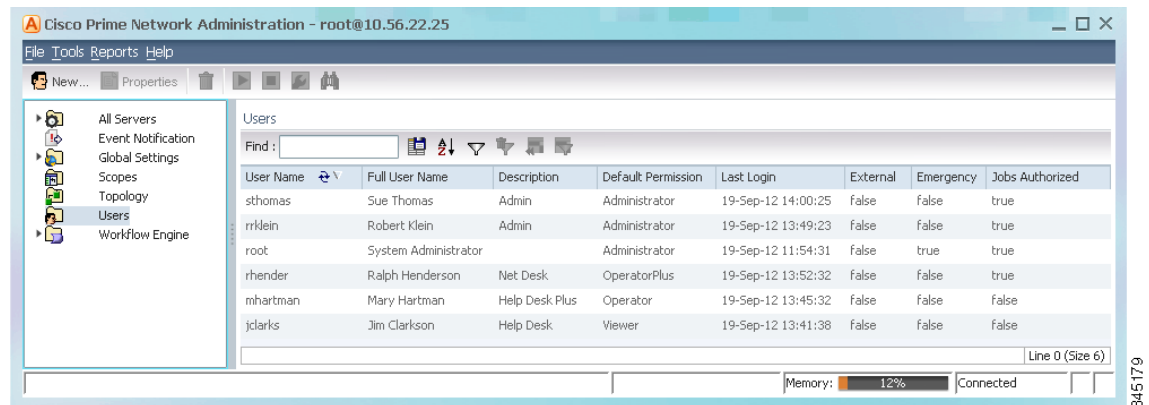 Cisco Prime Network Administration - root@10.56.22.25
File Tools Reports Help
New... Properties
All Servers
Event Notification
Global Settings
Scopes
Topology
Users
Workflow Engine
Users
Find :
User Name Full User Name Description Default Permission Last Login External Emergency Jobs Authorized
sthomas Sue Thomas Admin Administrator 19-Sep-12 14:00:25 false false true
rrklein Robert Klein Admin Administrator 19-Sep-12 13:49:23 false false true
root System Administrator Administrator 19-Sep-12 11:54:31 false true true
rhender Ralph Henderson Net Desk OperatorPlus 19-Sep-12 13:52:32 false false true
mhartman Mary Hartman Help Desk Plus Operator 19-Sep-12 13:45:32 false false false
jclarks Jim Clarkson Help Desk Viewer 19-Sep-12 13:41:38 false false false
Line 0 (Size 6)
Memory: 12% Connected
345179